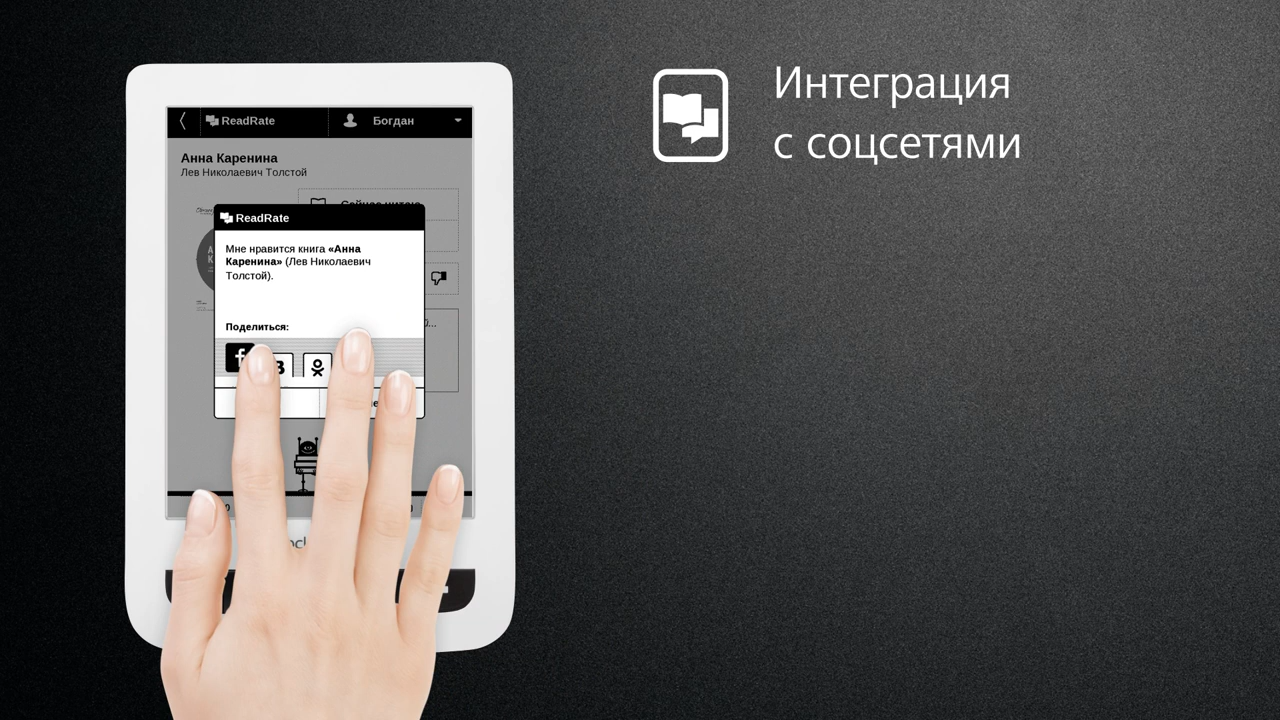 Интеграция
с соцсетями
ReadRate
Богдан
Анна Каренина
Лев Николаевич Толстой
ReadRate
Мне нравится книга «Анна
Каренина» (Лев Николаевич
Толстой).
Поделиться: